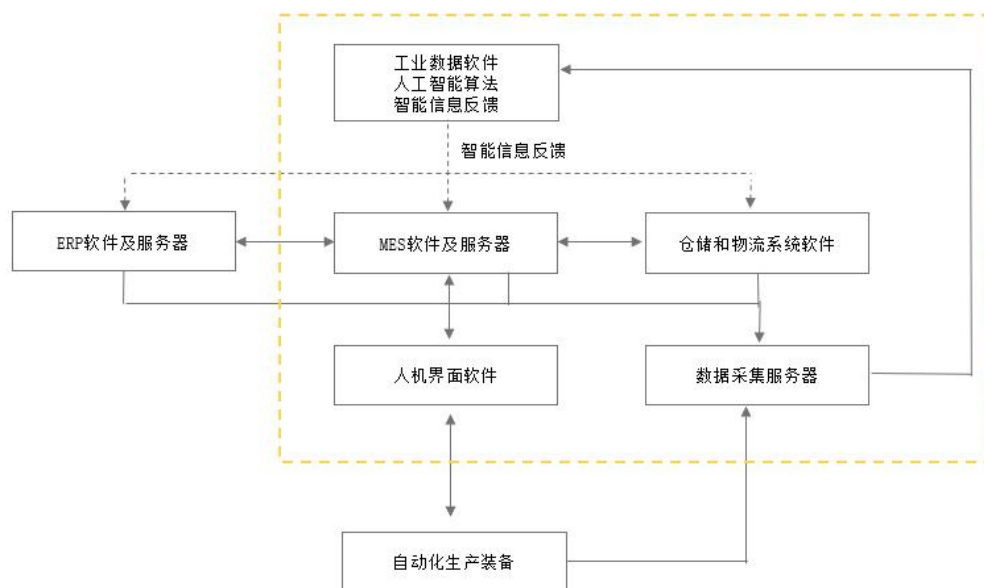 工业数据软件
人工智能算法
智能信息反馈
智能信息反馈
ERP软件及服务器
MES软件及服务器
仓储和物流系统软件
人机界面软件
数据采集服务器
自动化生产装备